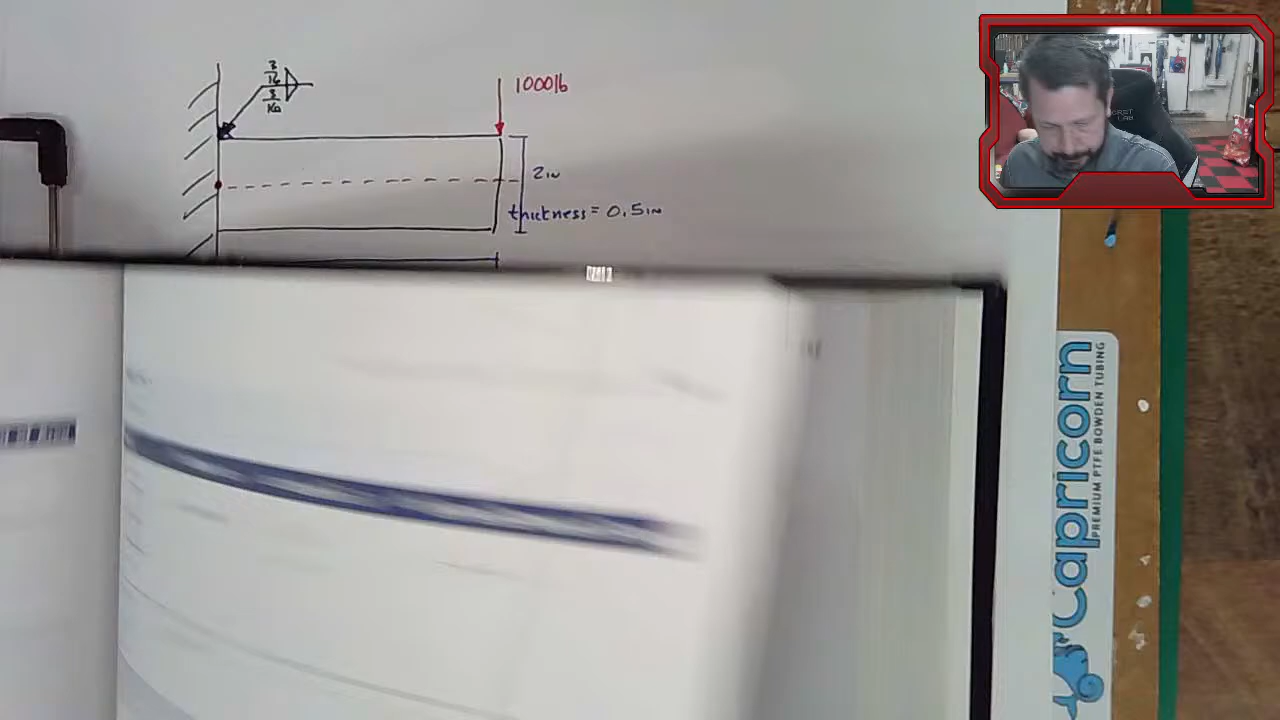 3/16
3/16
1000lb
2in
thickness = 0.5in
Capricorn
PREMIUM PTFE BOWDEN TUBING